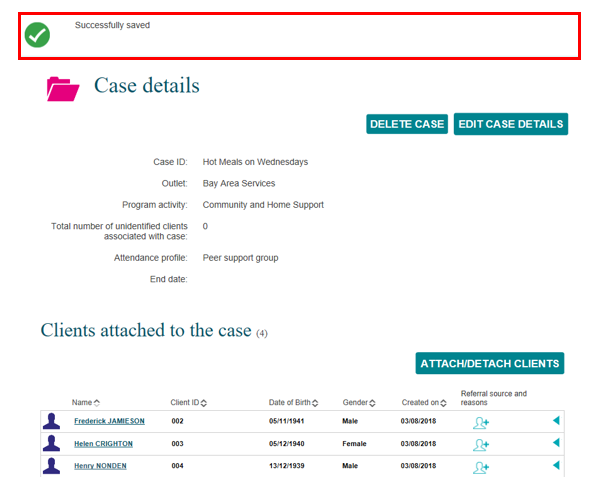 Successfully saved
Case details
DELETE CASE EDIT CASE DETAILS
Case ID: Hot Meals on Wednesdays
Outlet: Bay Area Services
Program activity: Community and Home Support
Total number of unidentified clients 0
associated with case:
Attendance profile: Peer support group
End date:
Clients attached to the case (4)
ATTACH/DETACH CLIENTS
Referral source and
Name Client ID Date of Birth Gender Created on reasons
Frederick JAMIESON 002 05/11/1941 Male 03/08/2018
Helen CRIGHTON 003 05/12/1940 Female 03/08/2018
Henry NONDEN 004 13/12/1939 Male 03/08/2018